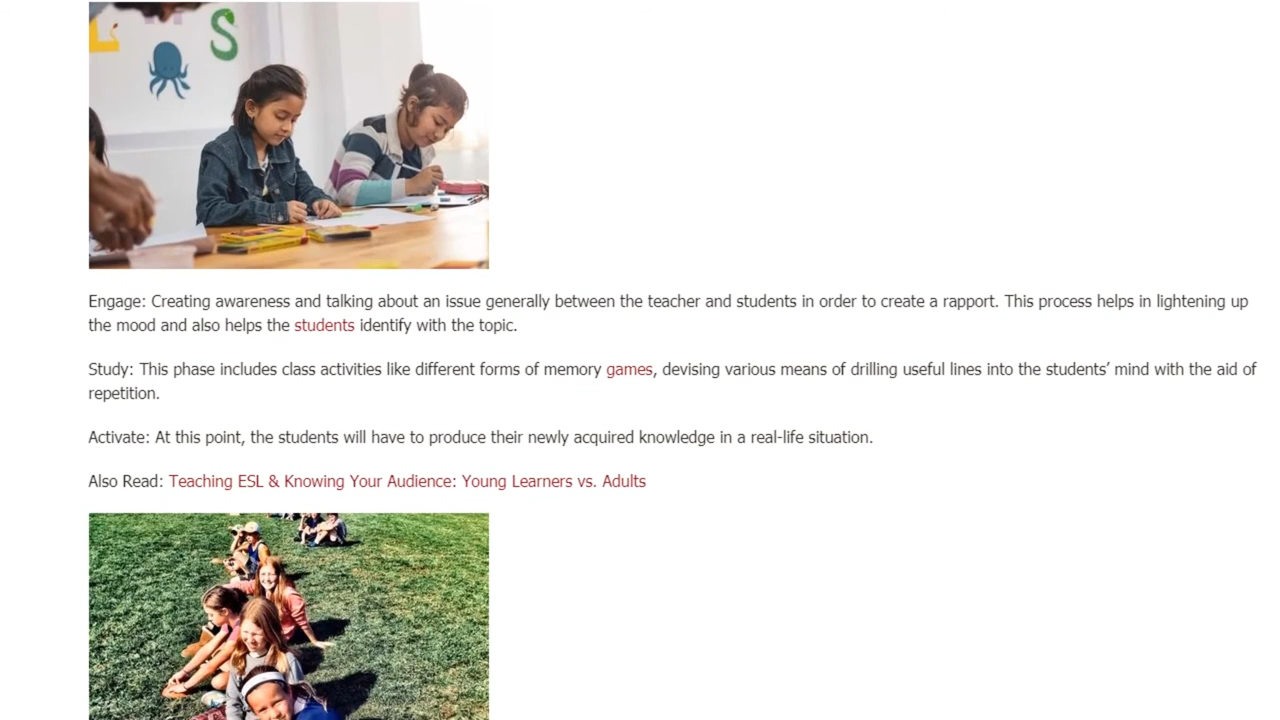 S
Engage: Creating awareness and talking about an issue generally between the teacher and students in order to create a rapport. This process helps in lightening up
the mood and also helps the students identify with the topic.
Study: This phase includes class activities like different forms of memory games, devising various means of drilling useful lines into the students’ mind with the aid of
repetition.
Activate: At this point, the students will have to produce their newly acquired knowledge in a real-life situation.
Also Read: Teaching ESL & Knowing Your Audience: Young Learners vs. Adults